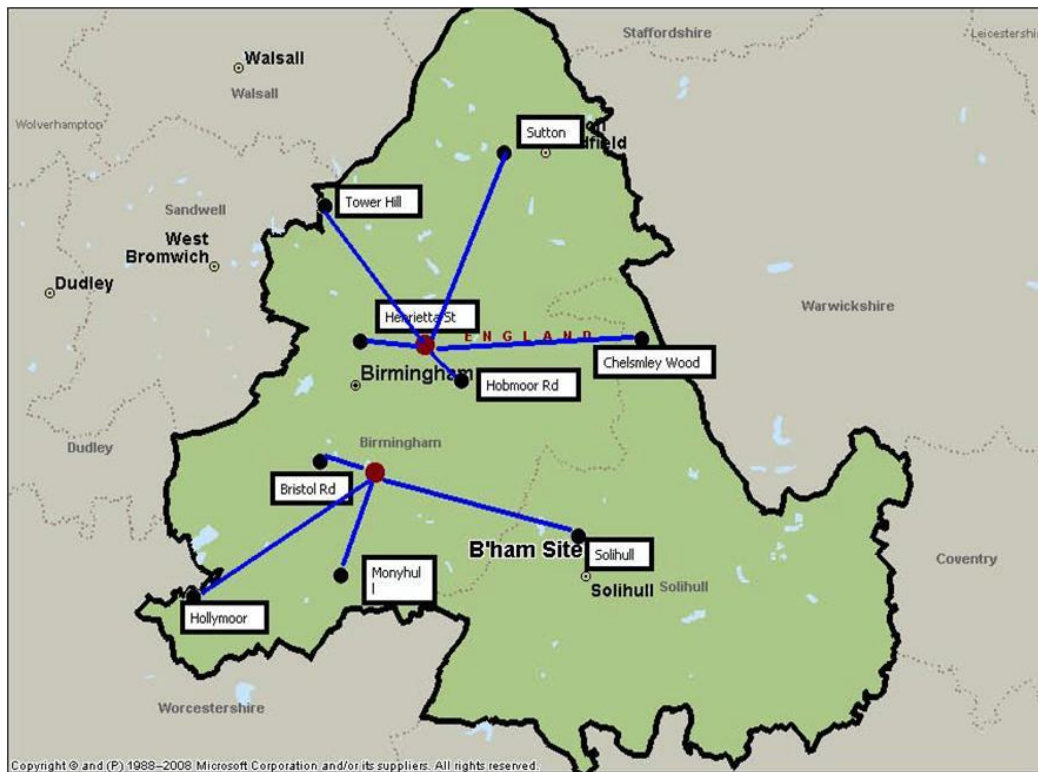 Staffordshire
Leicestershire
Walsall
Walsall
Wolverhampton
Sutton
dfield
Tower Hill
Sandwell
West
Bromwich
Dudley
Warwickshire
Henrietta St
ENGLAND
Chelsmley Wood
Birmingham
Hobmoor Rd
Birmingham
Dudley
Bristol Rd
B'ham Site
Solihull
Coventry
Monyhul
l
Solihull
Solihull
Hollymoor
Worcestershire
Copyright © and (P) 1988–2008 Microsoft Corporation and/or its suppliers. All rights reserved.